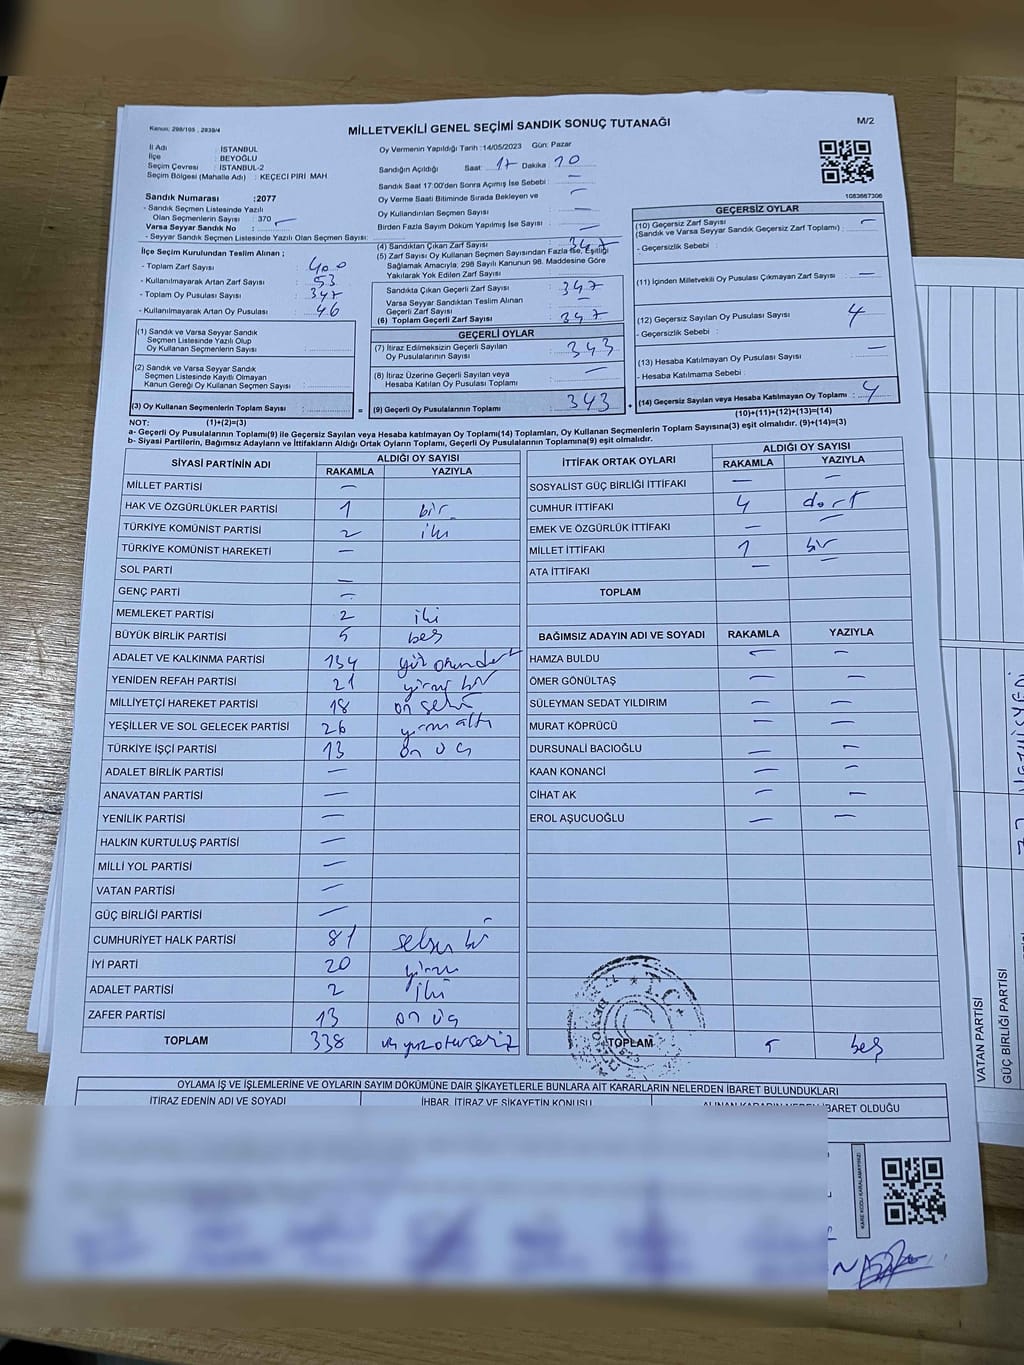 Kanun: 298/105 , 2839/4
MİLLETVEKİLİ GENEL SEÇİMİ SANDIK SONUÇ TUTANAĞI
M/2
İl Adı : İSTANBUL
İlçe : BEYOĞLU
Seçim Çevresi : İSTANBUL-2
Seçim Bölgesi (Mahalle Adı) : KEÇECİ PİRİ MAH
Oy Vermenin Yapıldığı Tarih :14/05/2023 Gün: Pazar
Sandığın Açıldığı Saat 17 Dakika 10
Sandık Saat 17:00'den Sonra Açımış İse Sebebi : —
Oy Verme Saati Bitiminde Sırada Bekleyen ve
Oy Kullandırılan Seçmen Sayısı : —
Birden Fazla Sayım Döküm Yapılmış İse Sayısı : —
1083667306
Sandık Numarası :2077
- Sandık Seçmen Listesinde Yazılı
Olan Seçmenlerin Sayısı : 370
Varsa Seyyar Sandık No :
- Seyyar Sandık Seçmen Listesinde Yazılı Olan Seçmen Sayısı:
İlçe Seçim Kurulundan Teslim Alınan ;
- Toplam Zarf Sayısı : 400
- Kullanılmayarak Artan Zarf Sayısı : 53
- Toplam Oy Pusulası Sayısı : 347
- Kullanılmayarak Artan Oy Pusulası Sayısı : 46
(1) Sandık ve Varsa Seyyar Sandık
Seçmen Listesinde Yazılı Olup
Oy Kullanan Seçmenlerin Sayısı :
(2) Sandık ve Varsa Seyyar Sandık
Seçmen Listesinde Kayıtlı Olmayan
Kanun Gereği Oy Kullanan Seçmen Sayısı :
(3) Oy Kullanan Seçmenlerin Toplam Sayısı :
(1)+(2)=(3)
(4) Sandıktan Çıkan Zarf Sayısı : 347
(5) Zarf Sayısı Oy Kullanan Seçmen Sayısından Fazla İse, Eşitliği
Sağlamak Amacıyla; 298 Sayılı Kanunun 98. Maddesine Göre
Yakılarak Yok Edilen Zarf Sayısı : —
Sandıkta Çıkan Geçerli Zarf Sayısı : 347
Varsa Seyyar Sandıktan Teslim Alınan
Geçerli Zarf Sayısı : —
(6) Toplam Geçerli Zarf Sayısı : 347
GEÇERLİ OYLAR
(7) İtiraz Edilmeksizin Geçerli Sayılan
Oy Pusulalarının Sayısı : 343
(8) İtiraz Üzerine Geçerli Sayılan veya
Hesaba Katılan Oy Pusulası Toplamı : —
= (9) Geçerli Oy Pusulalarının Toplamı : 343
GEÇERSİZ OYLAR
(10) Geçersiz Zarf Sayısı : —
(Sandık ve Varsa Seyyar Sandık Geçersiz Zarf Toplamı)
- Geçersizlik Sebebi :
(11) İçinden Milletvekili Oy Pusulası Çıkmayan Zarf Sayısı : —
(12) Geçersiz Sayılan Oy Pusulası Sayısı : 4
- Geçersizlik Sebebi :
(13) Hesaba Katılmayan Oy Pusulası Sayısı : —
- Hesaba Katılmama Sebebi :
+ (14) Geçersiz Sayılan veya Hesaba Katılmayan Oy Toplamı : 4
(10)+(11)+(12)+(13)=(14)
NOT:
a- Geçerli Oy Pusulalarının Toplamı(9) ile Geçersiz Sayılan veya Hesaba katılmayan Oy Toplamı(14) Toplamları, Oy Kullanan Seçmenlerin Toplam Sayısına(3) eşit olmalıdır. (9)+(14)=(3)
b- Siyasi Partilerin, Bağımsız Adayların ve İttifakların Aldığı Ortak Oyların Toplamı, Geçerli Oy Pusulalarının Toplamına(9) eşit olmalıdır.
SİYASİ PARTİNİN ADI
ALDIĞI OY SAYISI
RAKAMLA YAZIYLA
MİLLET PARTİSİ —
HAK VE ÖZGÜRLÜKLER PARTİSİ 1 bir
TÜRKİYE KOMÜNİST PARTİSİ 2 iki
TÜRKİYE KOMÜNİST HAREKETİ —
SOL PARTİ —
GENÇ PARTİ —
MEMLEKET PARTİSİ 2 iki
BÜYÜK BİRLİK PARTİSİ 5 beş
ADALET VE KALKINMA PARTİSİ 134 yüz otuzdört
YENİDEN REFAH PARTİSİ 21 yirmi bir
MİLLİYETÇİ HAREKET PARTİSİ 18 on sekiz
YEŞİLLER VE SOL GELECEK PARTİSİ 26 yirmi altı
TÜRKİYE İŞÇİ PARTİSİ 13 on üç
ADALET BİRLİK PARTİSİ —
ANAVATAN PARTİSİ —
YENİLİK PARTİSİ —
HALKIN KURTULUŞ PARTİSİ —
MİLLİ YOL PARTİSİ —
VATAN PARTİSİ —
GÜÇ BİRLİĞİ PARTİSİ —
CUMHURİYET HALK PARTİSİ 81 seksen bir
İYİ PARTİ 20 yirmi
ADALET PARTİSİ 2 iki
ZAFER PARTİSİ 13 on üç
TOPLAM 338 üç yüz otuz sekiz
İTTİFAK ORTAK OYLARI
ALDIĞI OY SAYISI
RAKAMLA YAZIYLA
SOSYALİST GÜÇ BİRLİĞİ İTTİFAKI — —
CUMHUR İTTİFAKI 4 dört
EMEK VE ÖZGÜRLÜK İTTİFAKI — —
MİLLET İTTİFAKI 1 bir
ATA İTTİFAKI — —
TOPLAM
BAĞIMSIZ ADAYIN ADI VE SOYADI RAKAMLA YAZIYLA
HAMZA BULDU — —
ÖMER GÖNÜLTAŞ — —
SÜLEYMAN SEDAT YILDIRIM — —
MURAT KÖPRÜCÜ — —
DURSUNALİ BACIOĞLU — —
KAAN KONANCİ — —
CİHAT AK — —
EROL AŞUCUOĞLU — —
TOPLAM 5 beş
OYLAMA İŞ VE İŞLEMLERİNE VE OYLARIN SAYIM DÖKÜMÜNE DAİR ŞİKAYETLERLE BUNLARA AİT KARARLARIN NELERDEN İBARET BULUNDUKLARI
İTİRAZ EDENİN ADI VE SOYADI
İHBAR, İTİRAZ VE ŞİKAYETİN KONUSU
ALINAN KARARIN NEDEN İBARET OLDUĞU
KARE KODU KARALAMAYINIZ!
VATAN PARTİSİ
GÜÇ BİRLİĞİ PARTİSİ